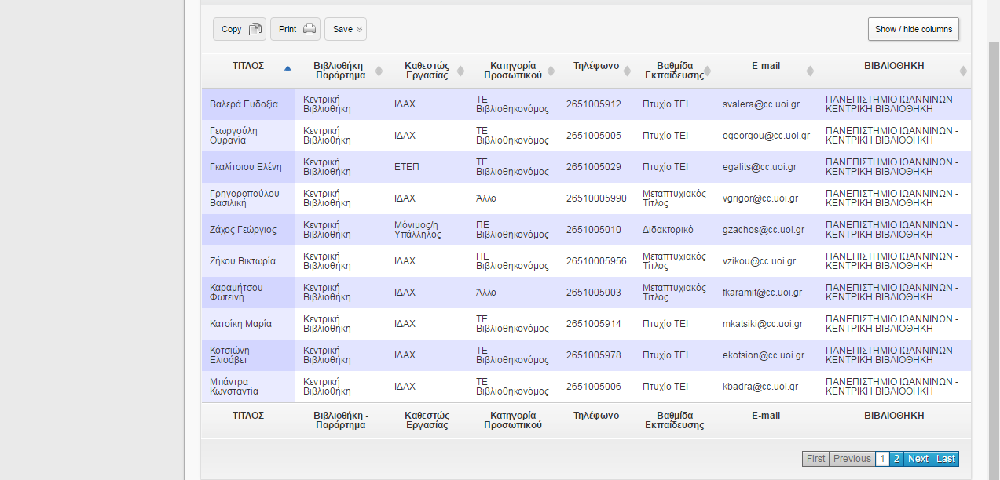 Copy Print Save Show / hide columns
ΤΙΤΛΟΣ Βιβλιοθήκη - Παράρτημα Καθεστώς Εργασίας Κατηγορία Προσωπικού Τηλέφωνο Βαθμίδα Εκπαίδευσης E-mail ΒΙΒΛΙΟΘΗΚΗ
Βαλερά Ευδοξία Κεντρική Βιβλιοθήκη ΙΔΑΧ ΤΕ Βιβλιοθηκονόμος 2651005912 Πτυχίο ΤΕΙ svalera@cc.uoi.gr ΠΑΝΕΠΙΣΤΗΜΙΟ ΙΩΑΝΝΙΝΩΝ - ΚΕΝΤΡΙΚΗ ΒΙΒΛΙΟΘΗΚΗ
Γεωργούλη Ουρανία Κεντρική Βιβλιοθήκη ΙΔΑΧ ΤΕ Βιβλιοθηκονόμος 2651005005 Πτυχίο ΤΕΙ ogeorgou@cc.uoi.gr ΠΑΝΕΠΙΣΤΗΜΙΟ ΙΩΑΝΝΙΝΩΝ - ΚΕΝΤΡΙΚΗ ΒΙΒΛΙΟΘΗΚΗ
Γκαλίτσιου Ελένη Κεντρική Βιβλιοθήκη ΕΤΕΠ ΤΕ Βιβλιοθηκονόμος 2651005029 Πτυχίο ΤΕΙ egalits@cc.uoi.gr ΠΑΝΕΠΙΣΤΗΜΙΟ ΙΩΑΝΝΙΝΩΝ - ΚΕΝΤΡΙΚΗ ΒΙΒΛΙΟΘΗΚΗ
Γρηγοροπούλου Βασιλική Κεντρική Βιβλιοθήκη ΙΔΑΧ Άλλο 26510005990 Μεταπτυχιακός Τίτλος vgrigor@cc.uoi.gr ΠΑΝΕΠΙΣΤΗΜΙΟ ΙΩΑΝΝΙΝΩΝ - ΚΕΝΤΡΙΚΗ ΒΙΒΛΙΟΘΗΚΗ
Ζάχος Γεώργιος Κεντρική Βιβλιοθήκη Μόνιμος/η Υπάλληλος ΠΕ Βιβλιοθηκονόμος 2651005010 Διδακτορικό gzachos@cc.uoi.gr ΠΑΝΕΠΙΣΤΗΜΙΟ ΙΩΑΝΝΙΝΩΝ - ΚΕΝΤΡΙΚΗ ΒΙΒΛΙΟΘΗΚΗ
Ζήκου Βικτωρία Κεντρική Βιβλιοθήκη ΙΔΑΧ ΠΕ Βιβλιοθηκονόμος 26510005956 Μεταπτυχιακός Τίτλος vzikou@cc.uoi.gr ΠΑΝΕΠΙΣΤΗΜΙΟ ΙΩΑΝΝΙΝΩΝ - ΚΕΝΤΡΙΚΗ ΒΙΒΛΙΟΘΗΚΗ
Καραμήτσου Φωτεινή Κεντρική Βιβλιοθήκη ΙΔΑΧ Άλλο 2651005003 Μεταπτυχιακός Τίτλος fkaramit@cc.uoi.gr ΠΑΝΕΠΙΣΤΗΜΙΟ ΙΩΑΝΝΙΝΩΝ - ΚΕΝΤΡΙΚΗ ΒΙΒΛΙΟΘΗΚΗ
Κατσίκη Μαρία Κεντρική Βιβλιοθήκη ΙΔΑΧ ΤΕ Βιβλιοθηκονόμος 2651005914 Πτυχίο ΤΕΙ mkatsiki@cc.uoi.gr ΠΑΝΕΠΙΣΤΗΜΙΟ ΙΩΑΝΝΙΝΩΝ - ΚΕΝΤΡΙΚΗ ΒΙΒΛΙΟΘΗΚΗ
Κοτσιώνη Ελισάβετ Κεντρική Βιβλιοθήκη ΙΔΑΧ ΤΕ Βιβλιοθηκονόμος 2651005978 Πτυχίο ΤΕΙ ekotsion@cc.uoi.gr ΠΑΝΕΠΙΣΤΗΜΙΟ ΙΩΑΝΝΙΝΩΝ - ΚΕΝΤΡΙΚΗ ΒΙΒΛΙΟΘΗΚΗ
Μπάντρα Κωνσταντία Κεντρική Βιβλιοθήκη ΙΔΑΧ ΤΕ Βιβλιοθηκονόμος 2651005006 Πτυχίο ΤΕΙ kbadra@cc.uoi.gr ΠΑΝΕΠΙΣΤΗΜΙΟ ΙΩΑΝΝΙΝΩΝ - ΚΕΝΤΡΙΚΗ ΒΙΒΛΙΟΘΗΚΗ
ΤΙΤΛΟΣ Βιβλιοθήκη - Παράρτημα Καθεστώς Εργασίας Κατηγορία Προσωπικού Τηλέφωνο Βαθμίδα Εκπαίδευσης E-mail ΒΙΒΛΙΟΘΗΚΗ
First Previous 1 2 Next Last